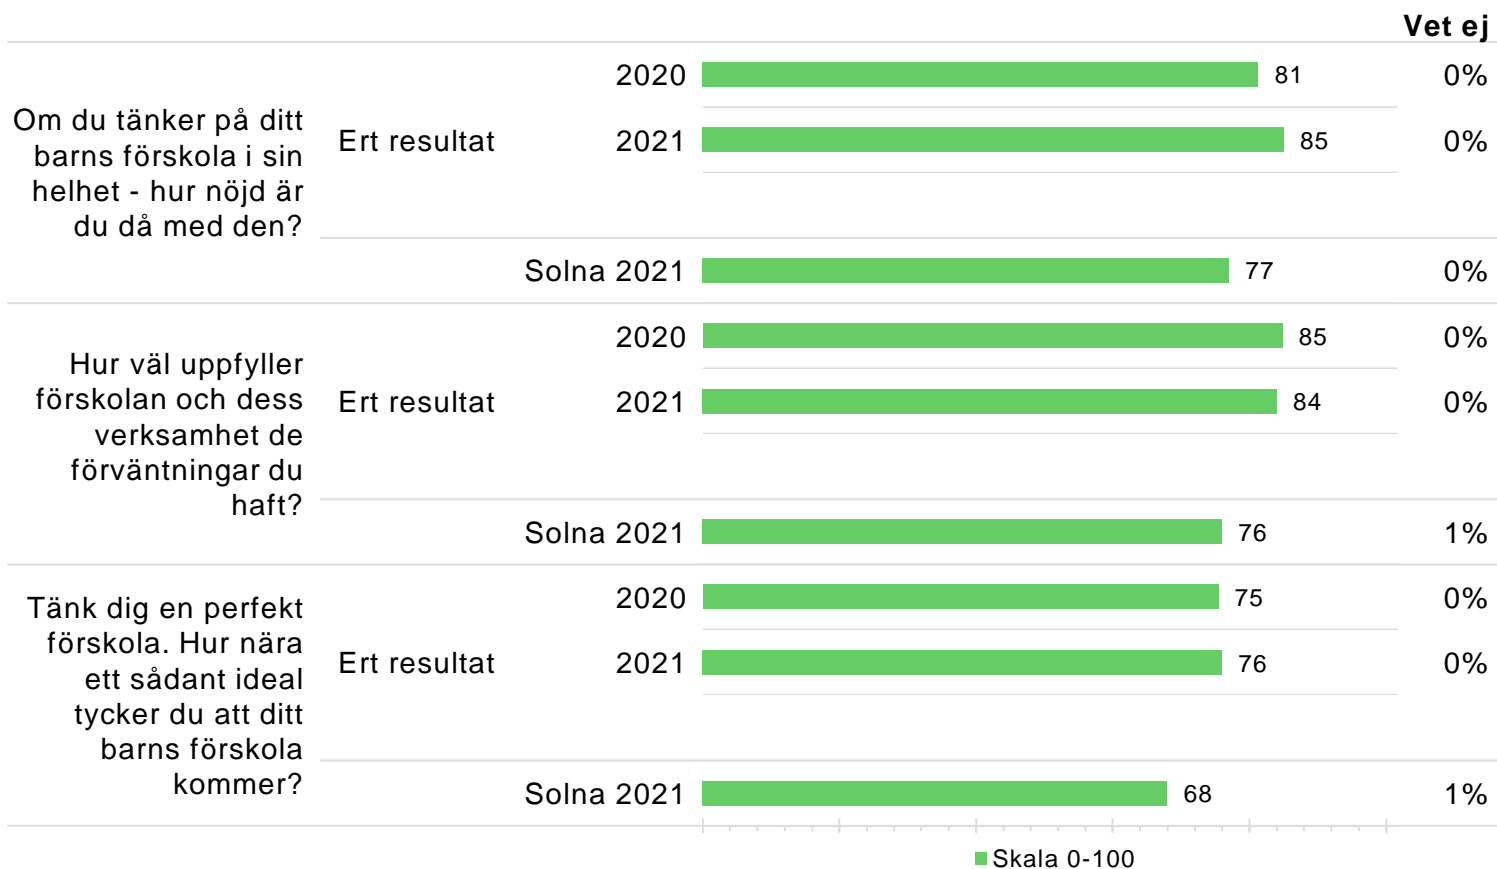 Vet ej
2020 81 0%
Om du tänker på ditt
barns förskola i sin
helhet - hur nöjd är
du då med den?
Ert resultat 2021 85 0%
Solna 2021 77 0%
2020 85 0%
Hur väl uppfyller
förskolan och dess
verksamhet de
förväntningar du
haft?
Ert resultat 2021 84 0%
Solna 2021 76 1%
2020 75 0%
Tänk dig en perfekt
förskola. Hur nära
ett sådant ideal
tycker du att ditt
barns förskola
kommer?
Ert resultat 2021 76 0%
Solna 2021 68 1%
Skala 0-100